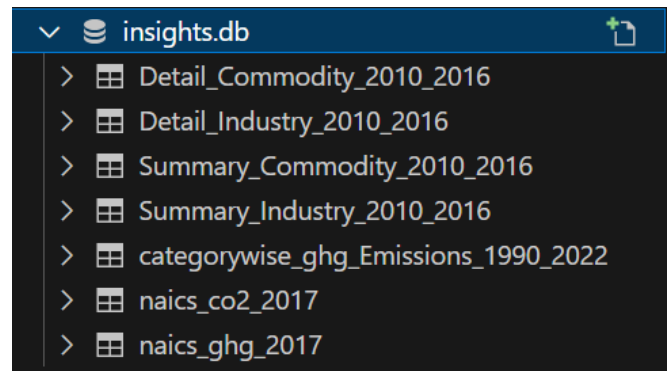 insights.db
Detail_Commodity_2010_2016
Detail_Industry_2010_2016
Summary_Commodity_2010_2016
Summary_Industry_2010_2016
categorywise_ghg_Emissions_1990_2022
naics_co2_2017
naics_ghg_2017